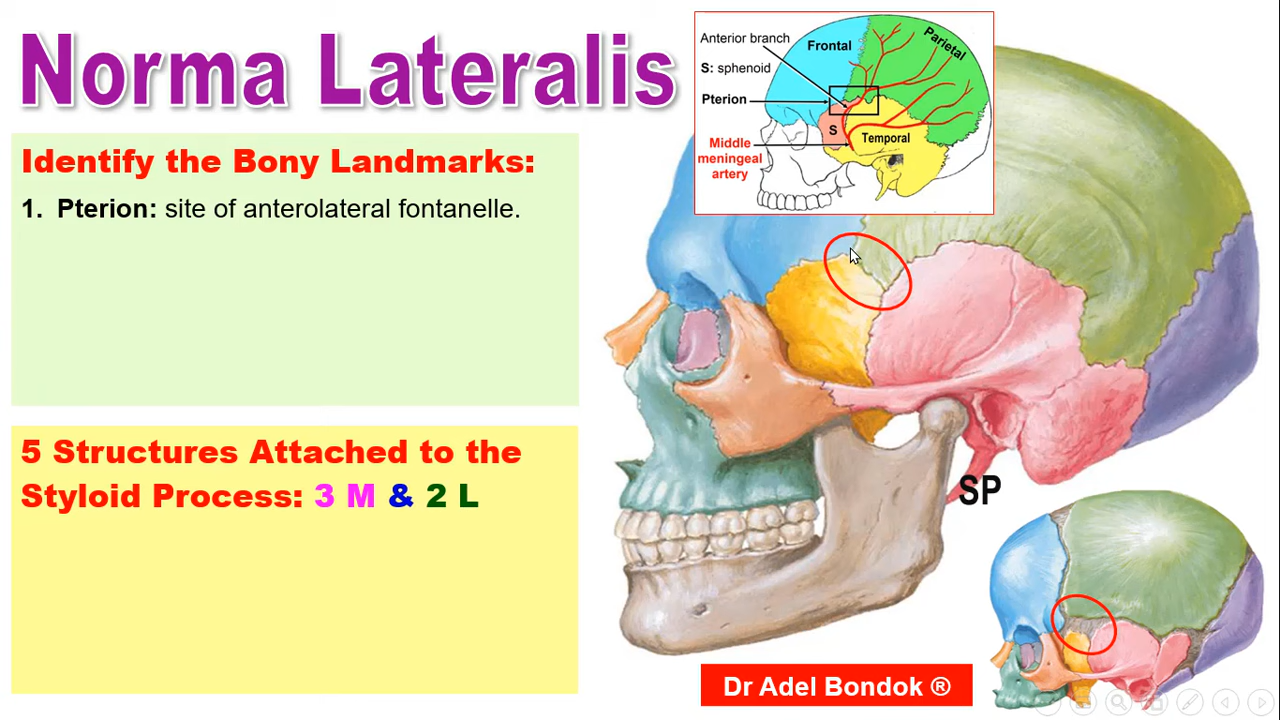 Norma Lateralis
Identify the Bony Landmarks:
1. Pterion: site of anterolateral fontanelle.
5 Structures Attached to the
Styloid Process: 3 M & 2 L
Anterior branch
S: sphenoid
Pterion
Middle
meningeal
artery
Frontal
Parietal
S
Temporal
SP
Dr Adel Bondok ®